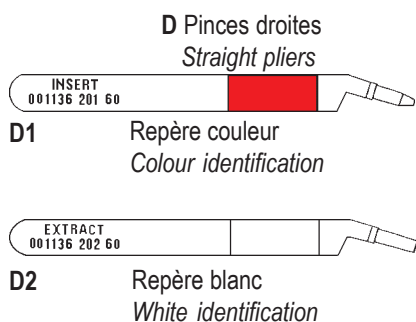 D Pinces droites
Straight pliers
INSERT
001136 201 60
D1 Repère couleur
Colour identification
EXTRACT
001136 202 60
D2 Repère blanc
White identification